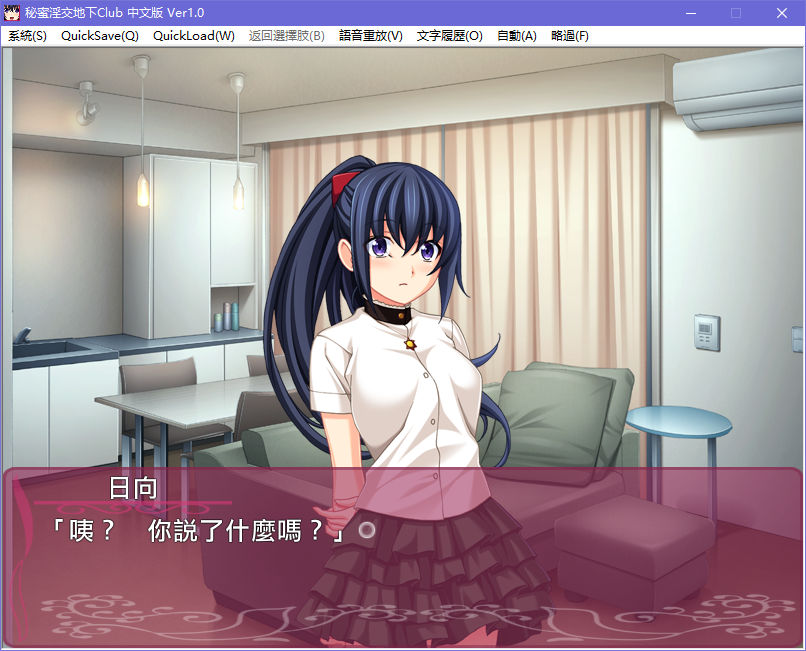 秘蜜淫交地下Club 中文版 Ver1.0
系統(S) QuickSave(Q) QuickLoad(W) 返回選擇肢(B) 語音重放(V) 文字履歷(O) 自動(A) 略過(F)
日向
「咦？　你説了什麼嗎？」